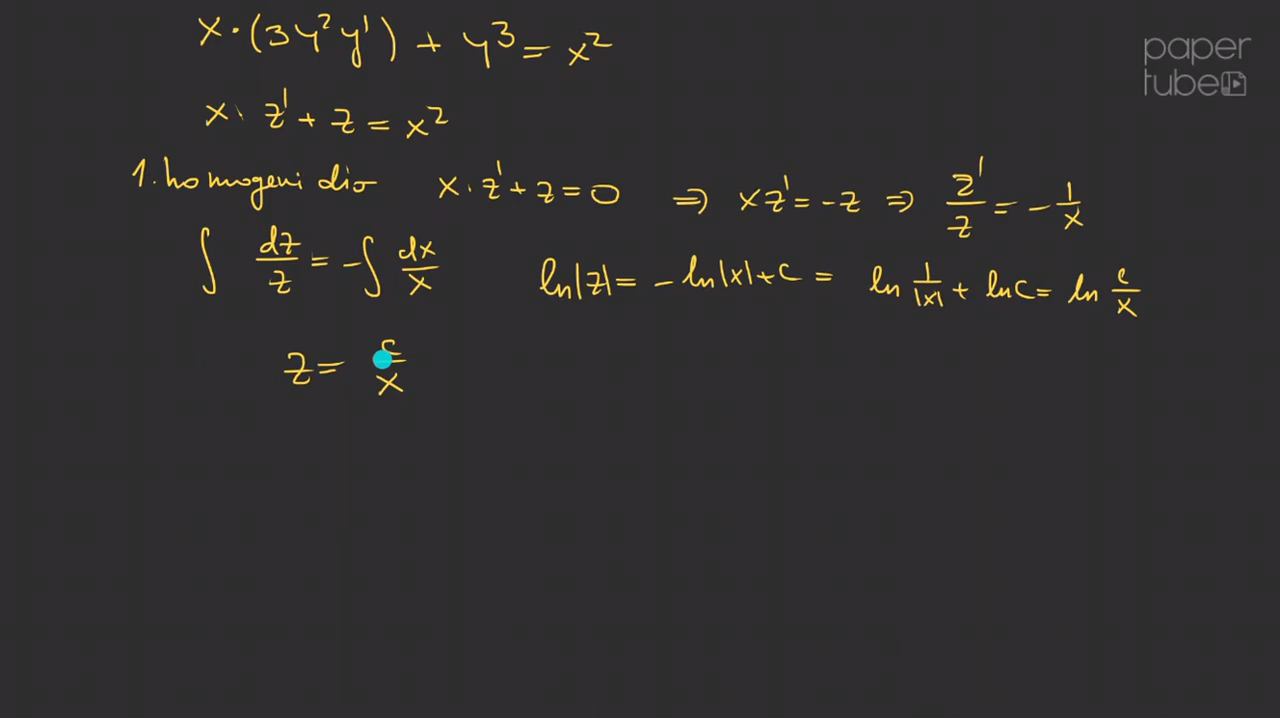 x · (3y² y') + y³ = x²
paper
tube
x · z' + z = x²
1. homogeni dio x · z' + z = 0 ⇒ xz' = -z ⇒ z'/z = - 1/x
∫ dz/z = -∫ dx/x ln|z| = - ln|x| + c = ln 1/|x| + ln c = ln c/x
z = c/x